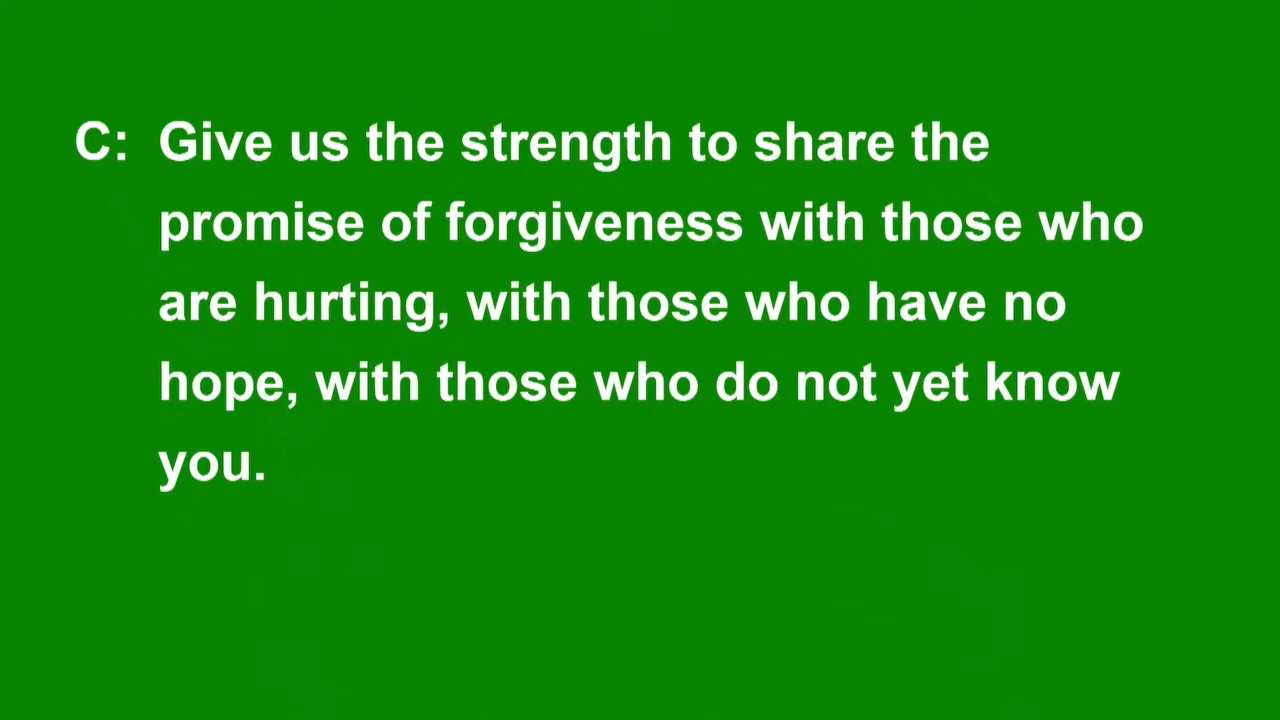 C: Give us the strength to share the
promise of forgiveness with those who
are hurting, with those who have no
hope, with those who do not yet know
you.